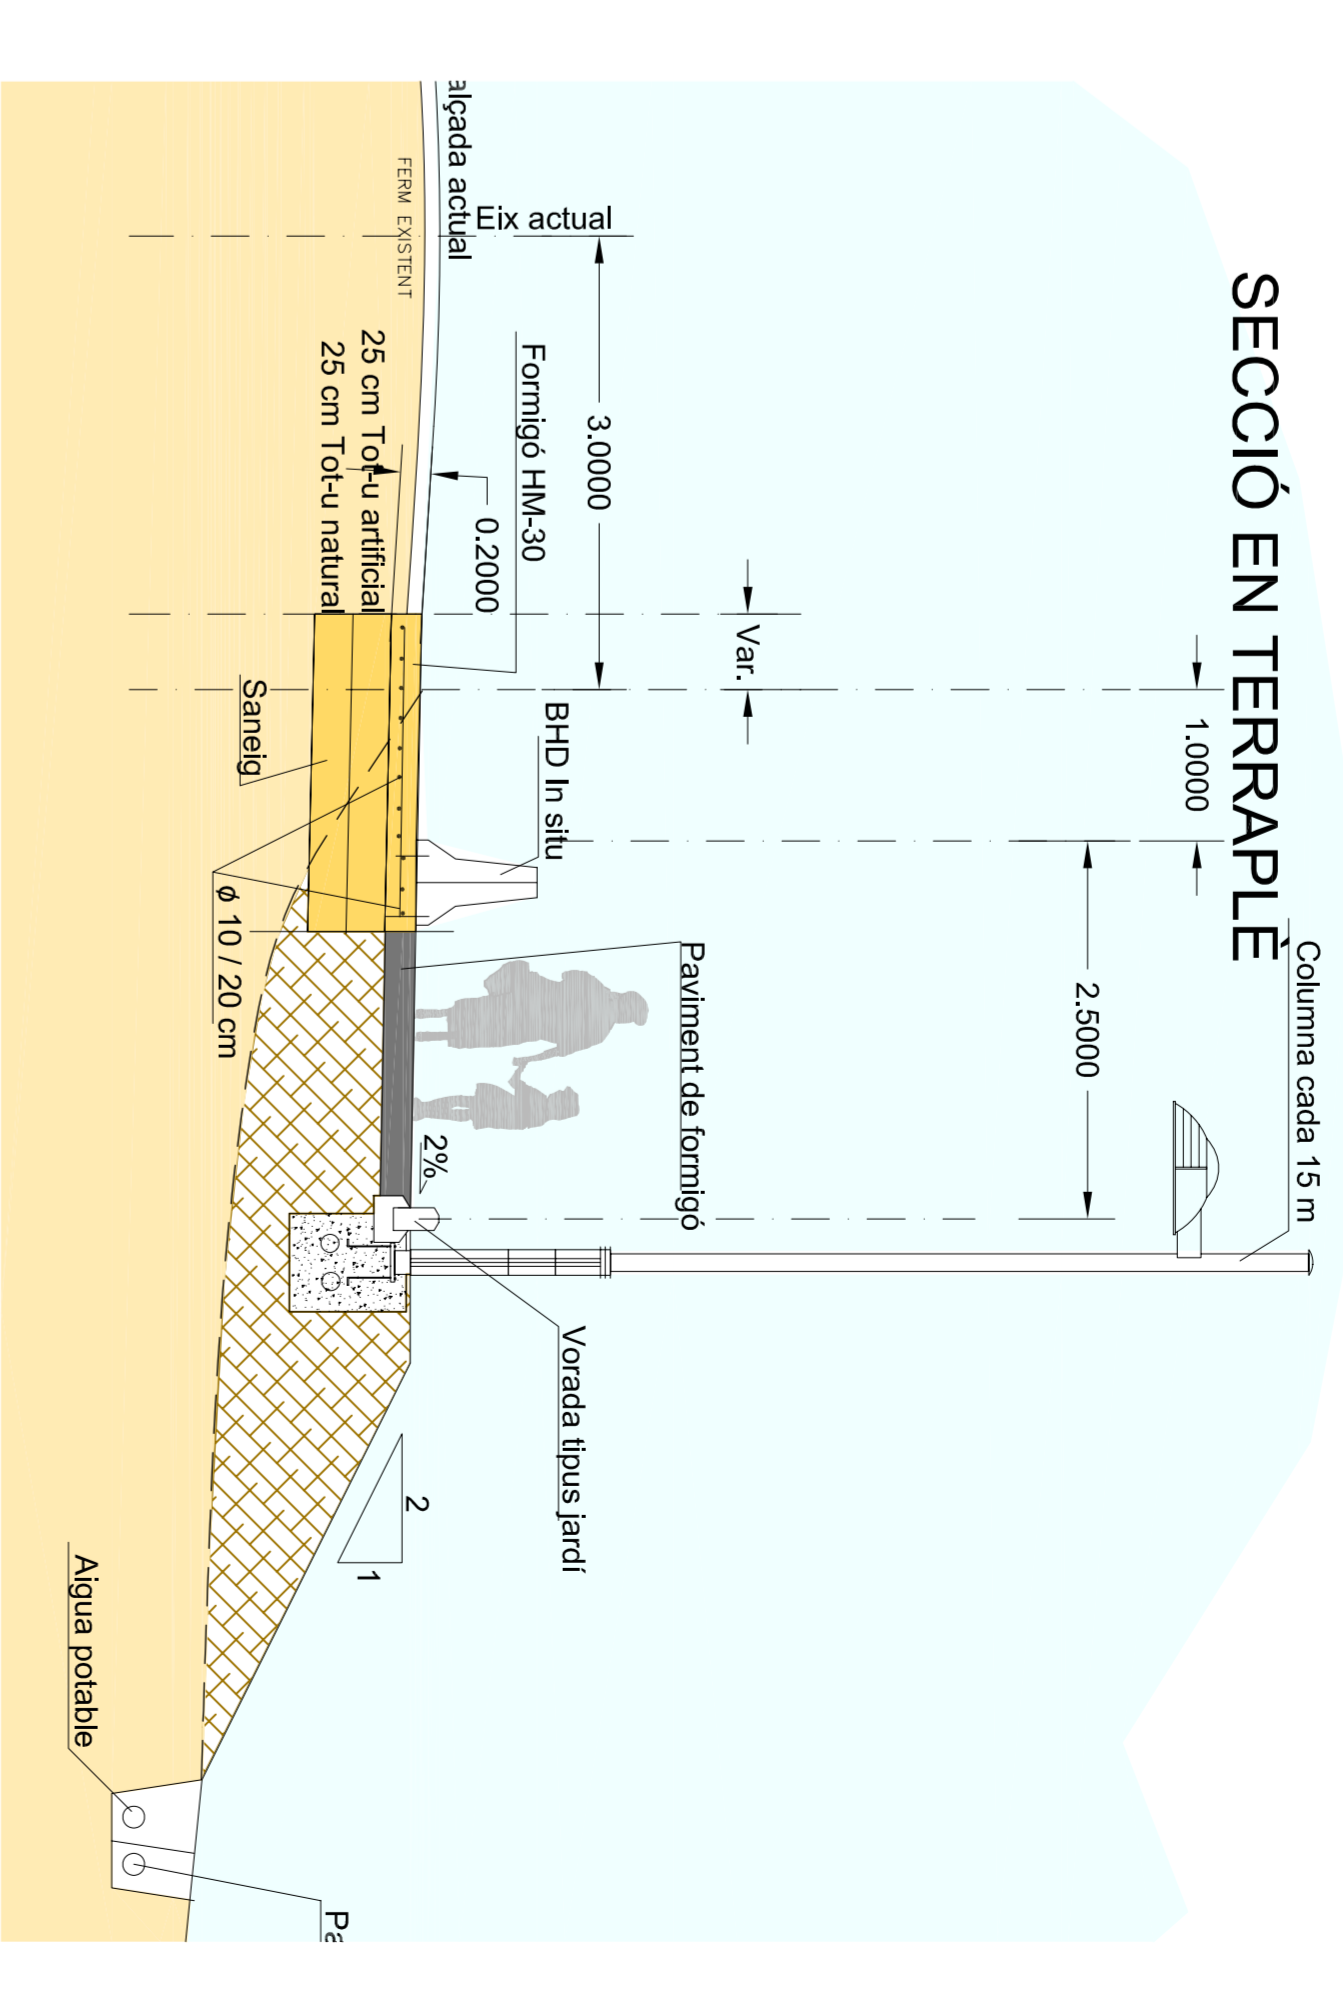 SECCIÓ EN TERRAPLÈ
Columna cada 15 m
1.0000
2.5000
Var.
3.0000
Eix actual
alçada actual
FERM EXISTENT
Formigó HM-30
0.2000
25 cm Tot-u artificial
25 cm Tot-u natural
BHD In situ
Paviment de formigó
2%
Vorada tipus jardí
Saneig
ϕ 10 / 20 cm
2
1
Aigua potable
Pa